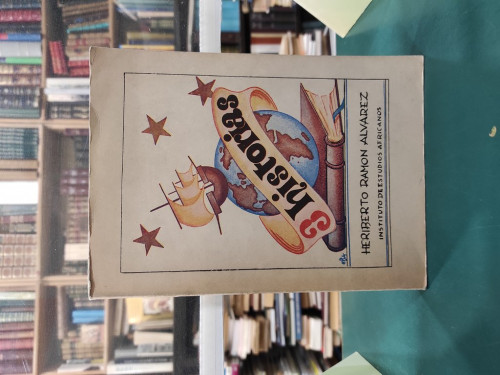 3 historias
HERIBERTO RAMON ALVAREZ
INSTITUTO DE ESTUDIOS AFRICANOS